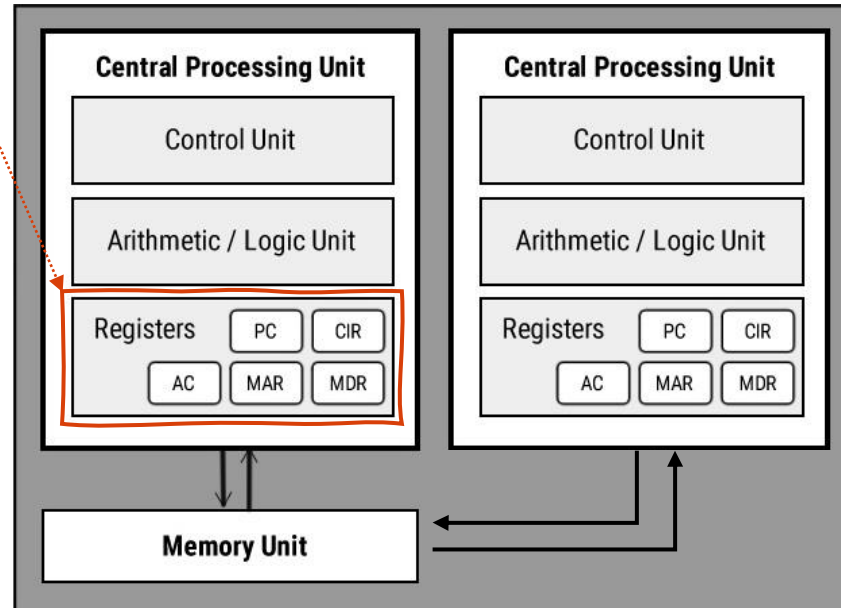 Central Processing Unit
Control Unit
Arithmetic / Logic Unit
Registers PC CIR
AC MAR MDR
Central Processing Unit
Control Unit
Arithmetic / Logic Unit
Registers PC CIR
AC MAR MDR
Memory Unit